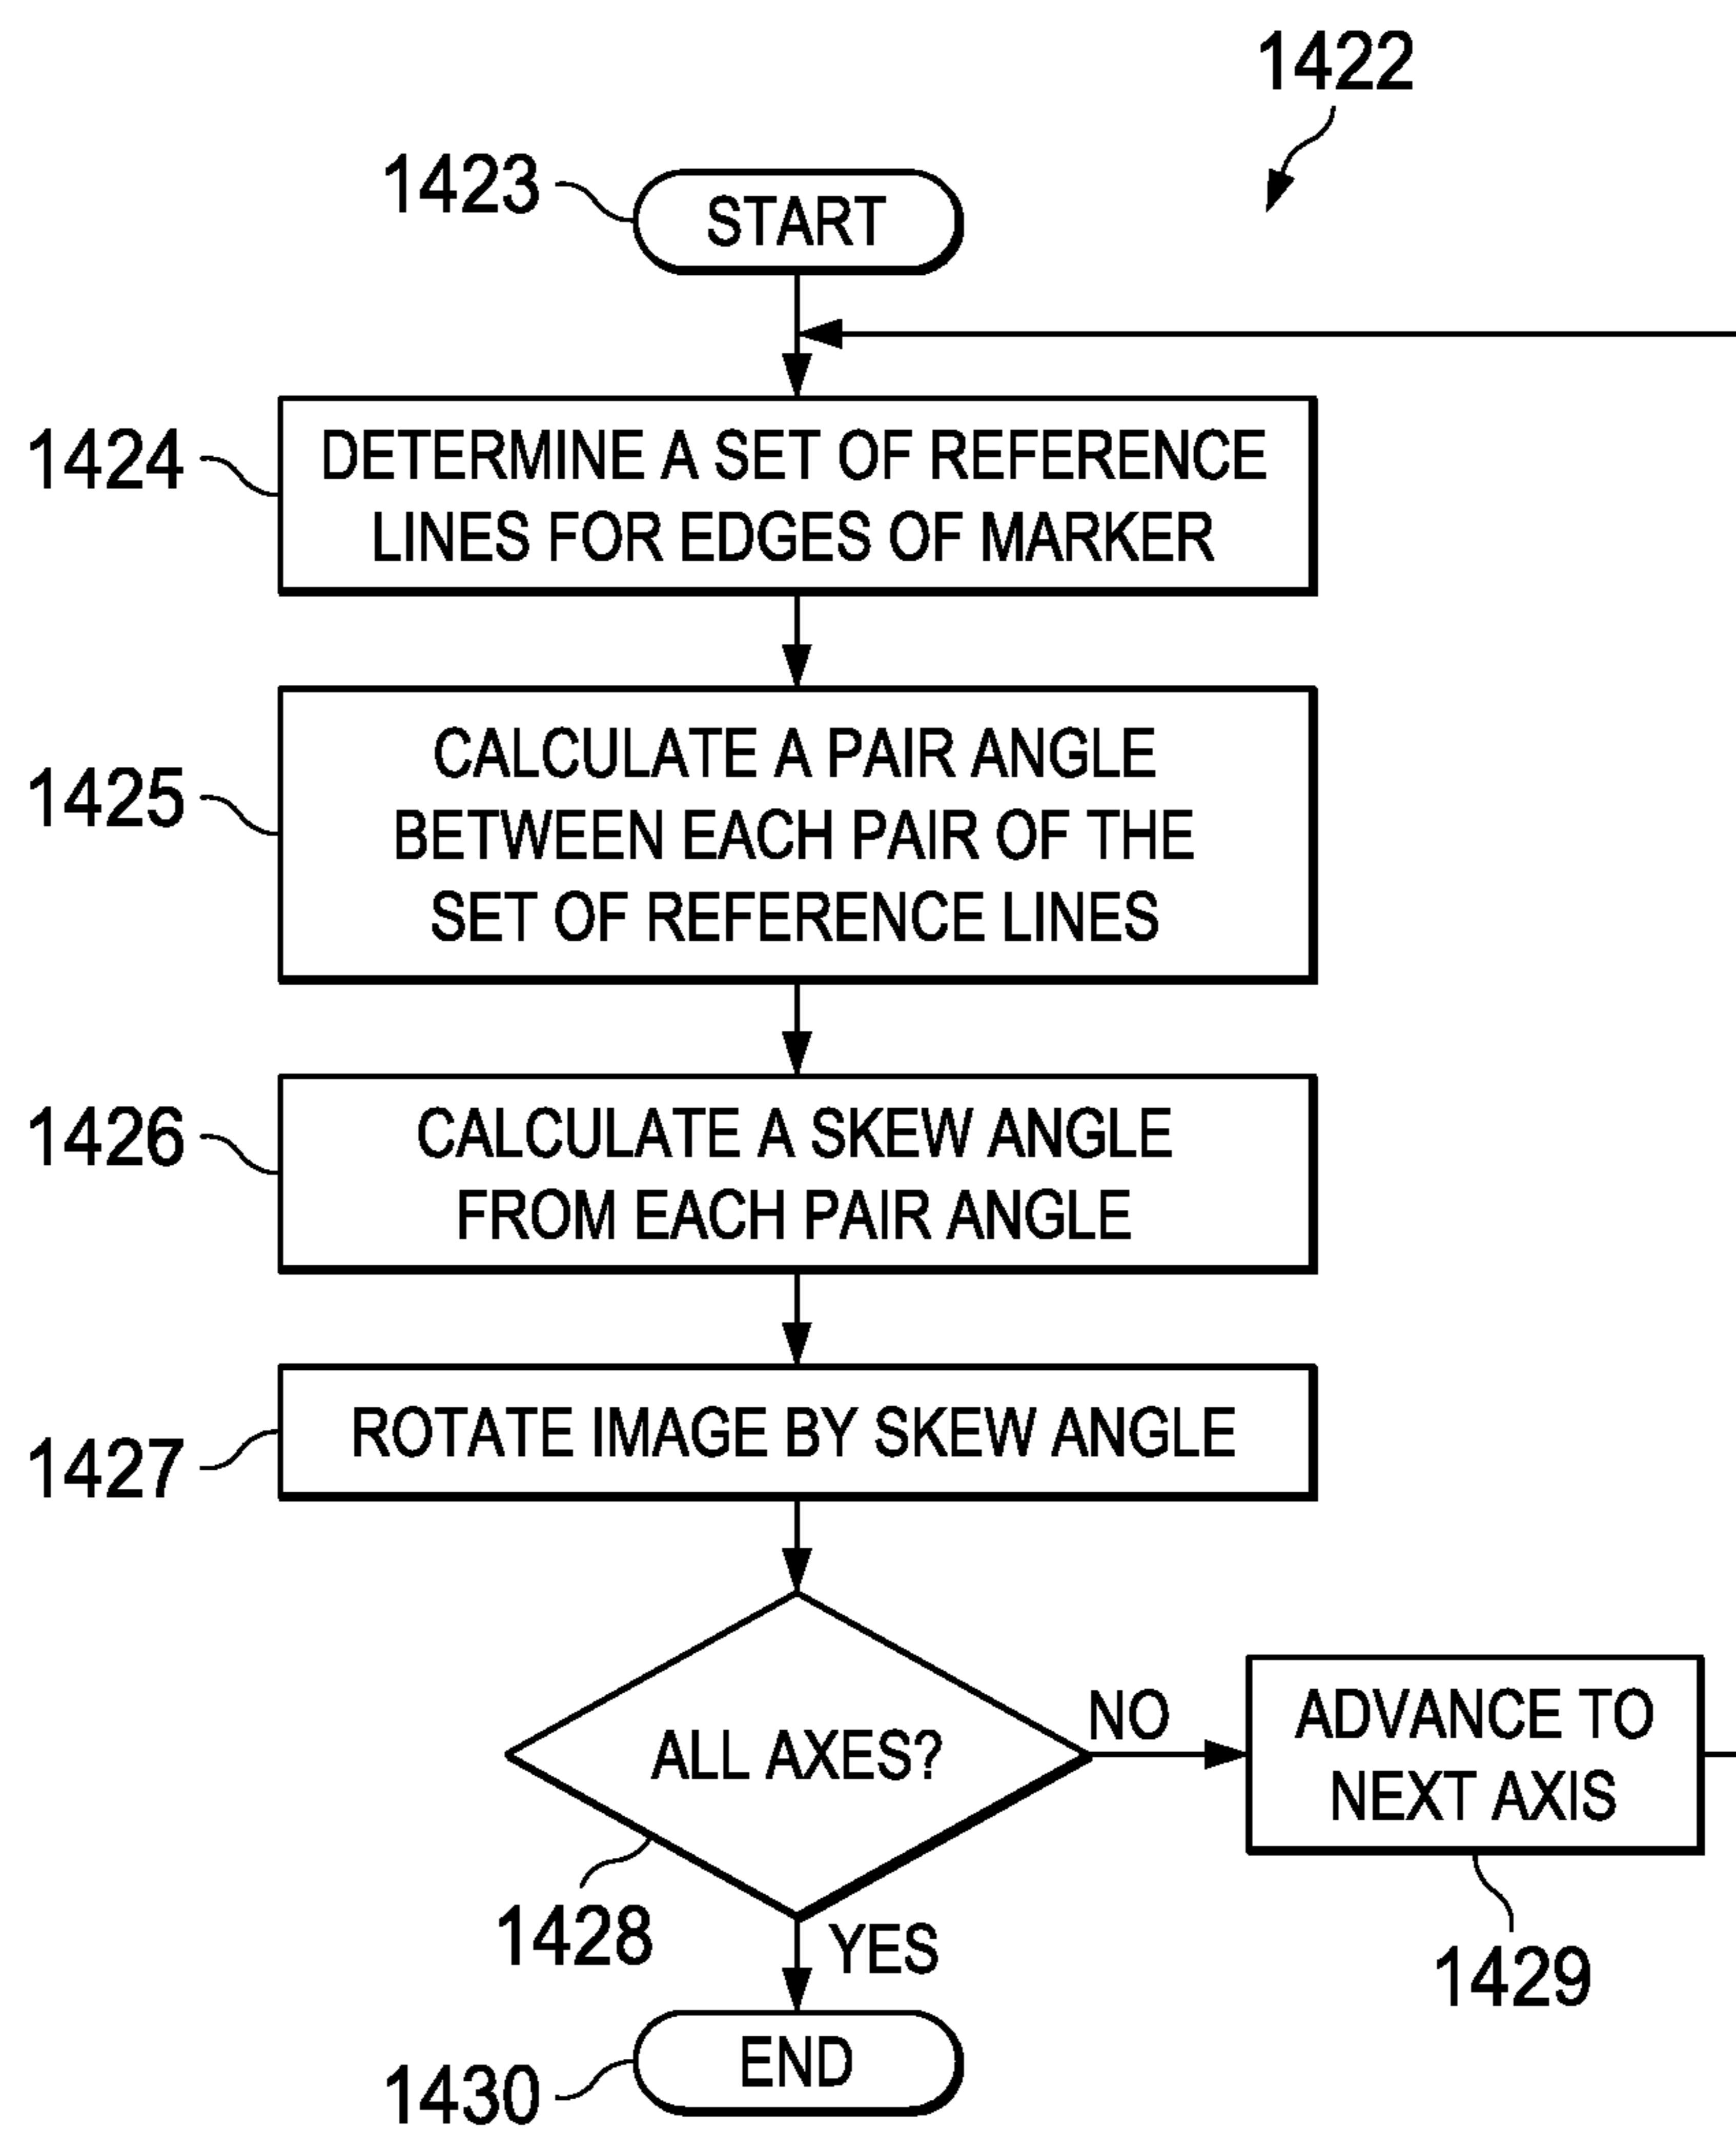 1422
1423
START
1424
DETERMINE A SET OF REFERENCE
LINES FOR EDGES OF MARKER
1425
CALCULATE A PAIR ANGLE
BETWEEN EACH PAIR OF THE
SET OF REFERENCE LINES
1426
CALCULATE A SKEW ANGLE
FROM EACH PAIR ANGLE
1427
ROTATE IMAGE BY SKEW ANGLE
ALL AXES?
1428
NO
ADVANCE TO
NEXT AXIS
1429
YES
1430
END